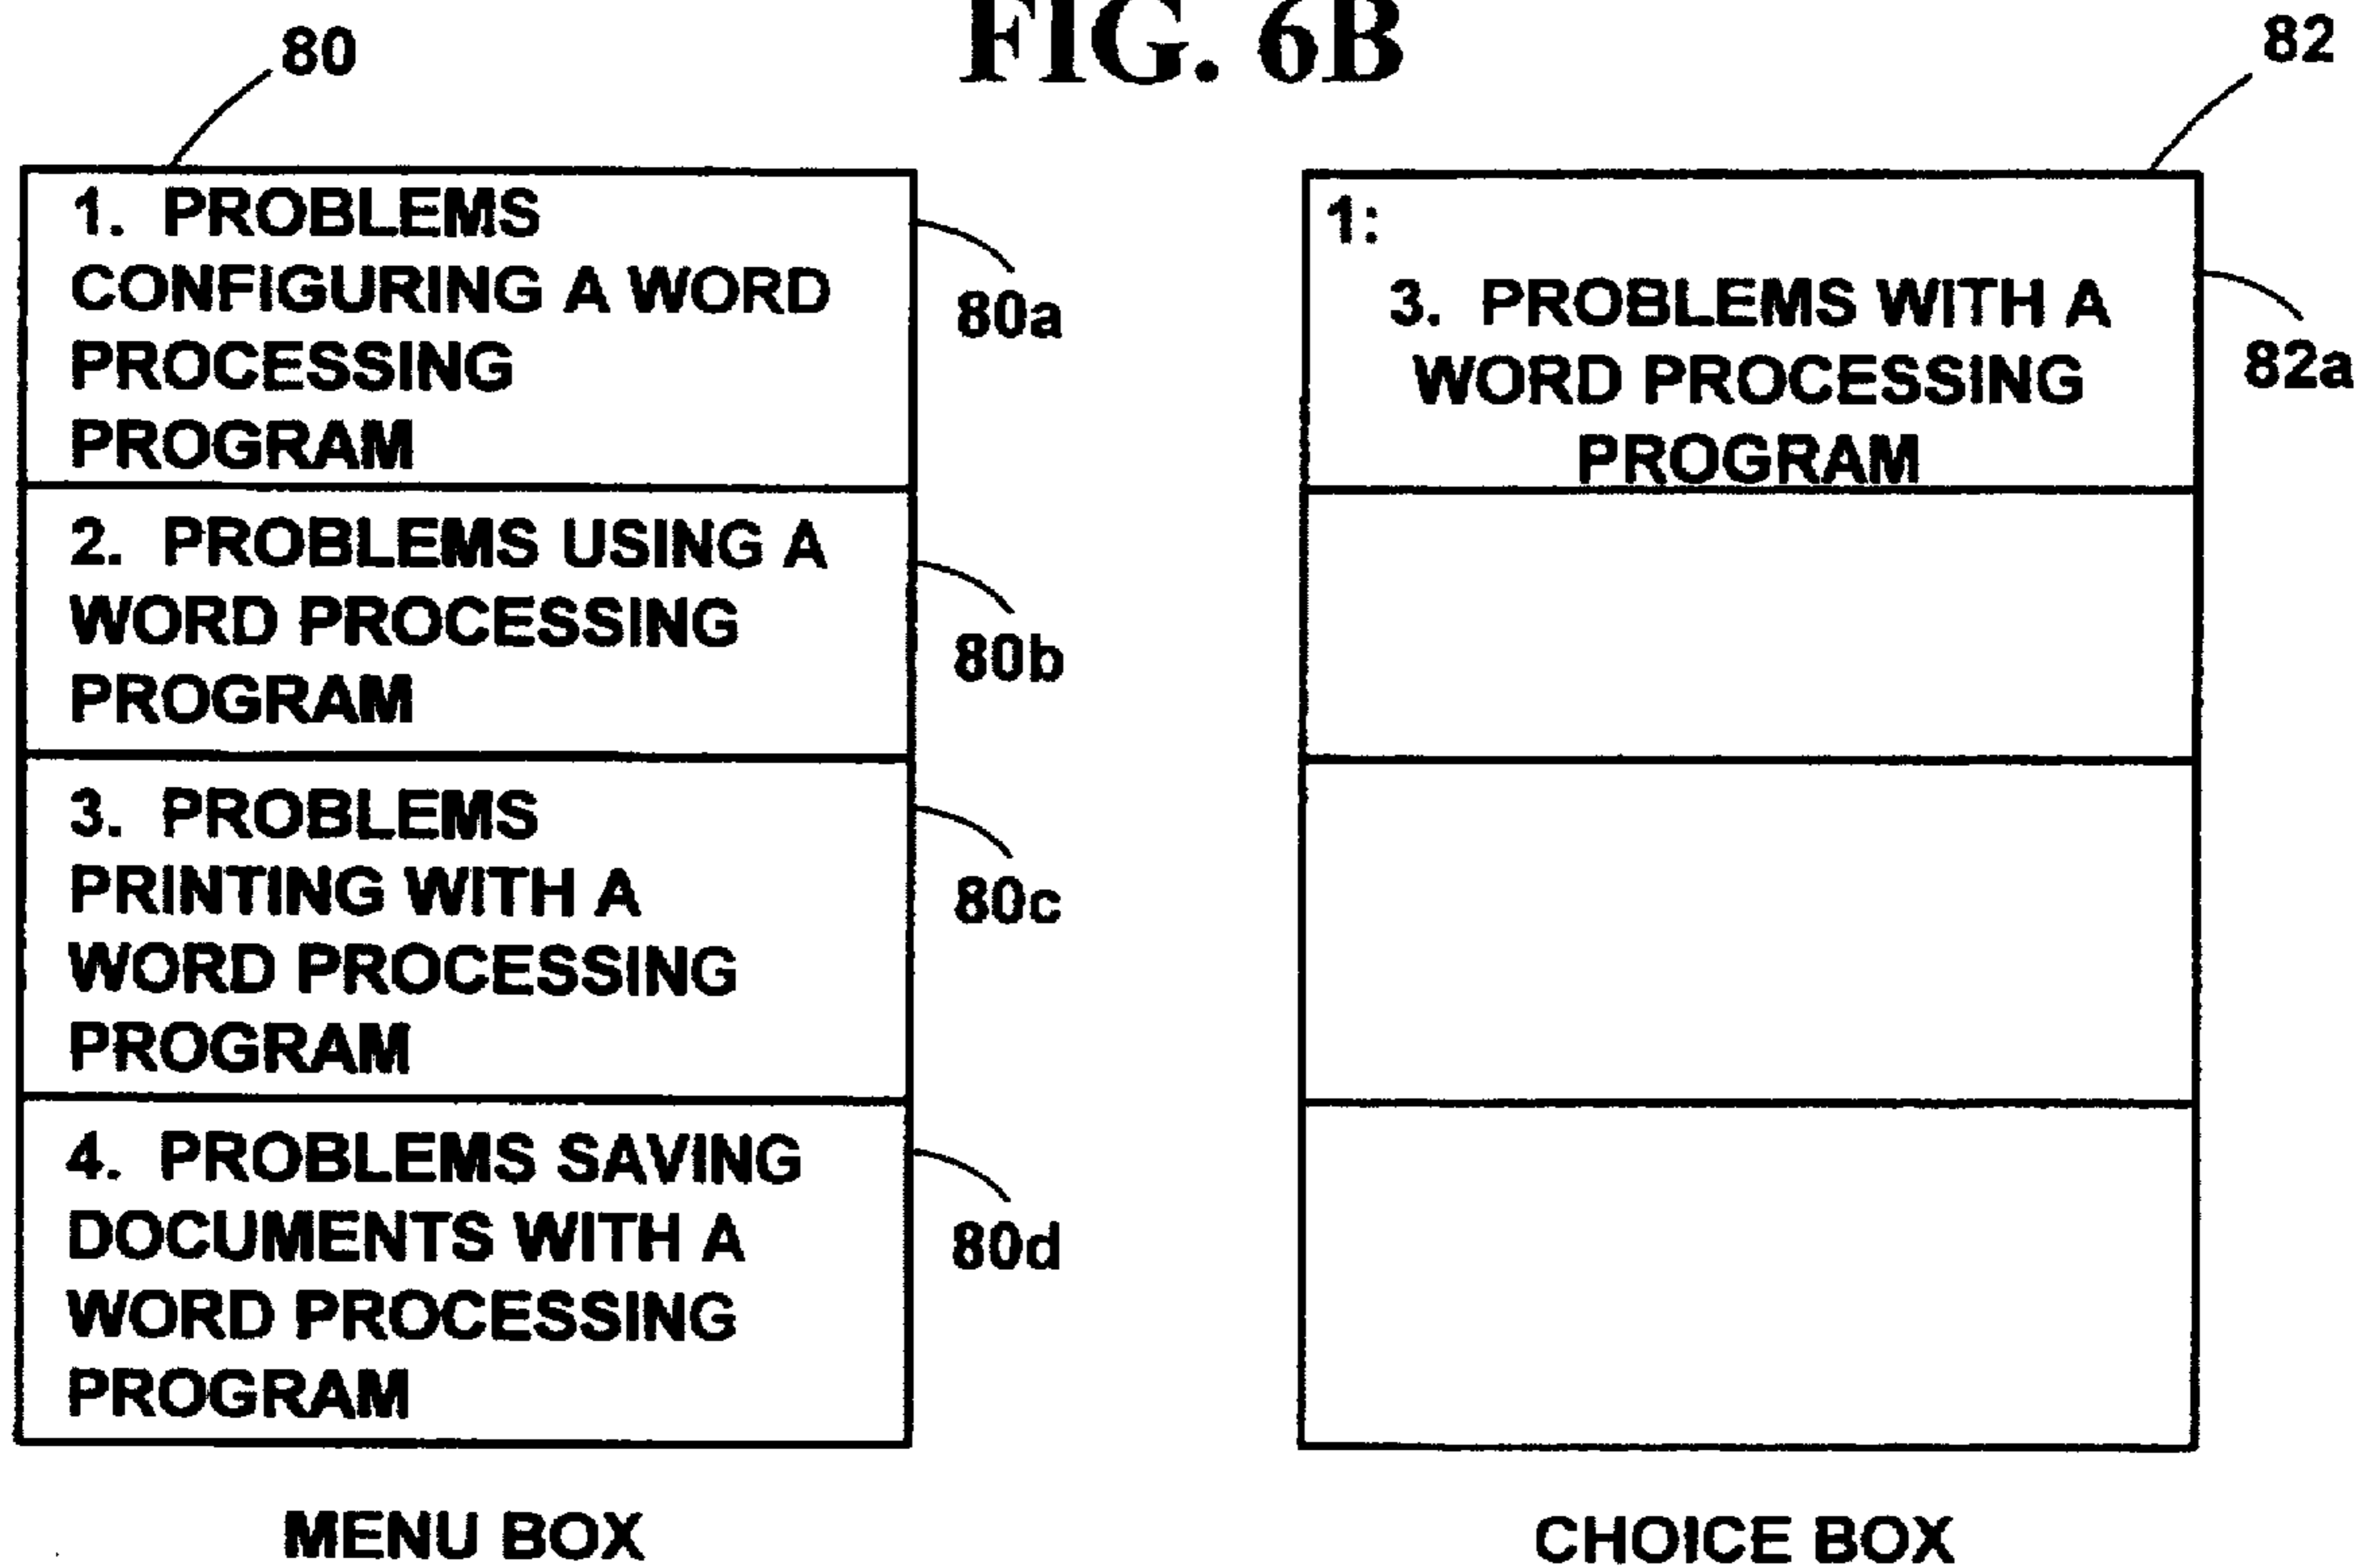 FIG. 6B
80
82
1. PROBLEMS
CONFIGURING A WORD
PROCESSING
PROGRAM
80a
2. PROBLEMS USING A
WORD PROCESSING
PROGRAM
80b
3. PROBLEMS
PRINTING WITH A
WORD PROCESSING
PROGRAM
80c
4. PROBLEMS SAVING
DOCUMENTS WITH A
WORD PROCESSING
PROGRAM
80d
MENU BOX
1:
3. PROBLEMS WITH A
WORD PROCESSING
PROGRAM
82a
CHOICE BOX